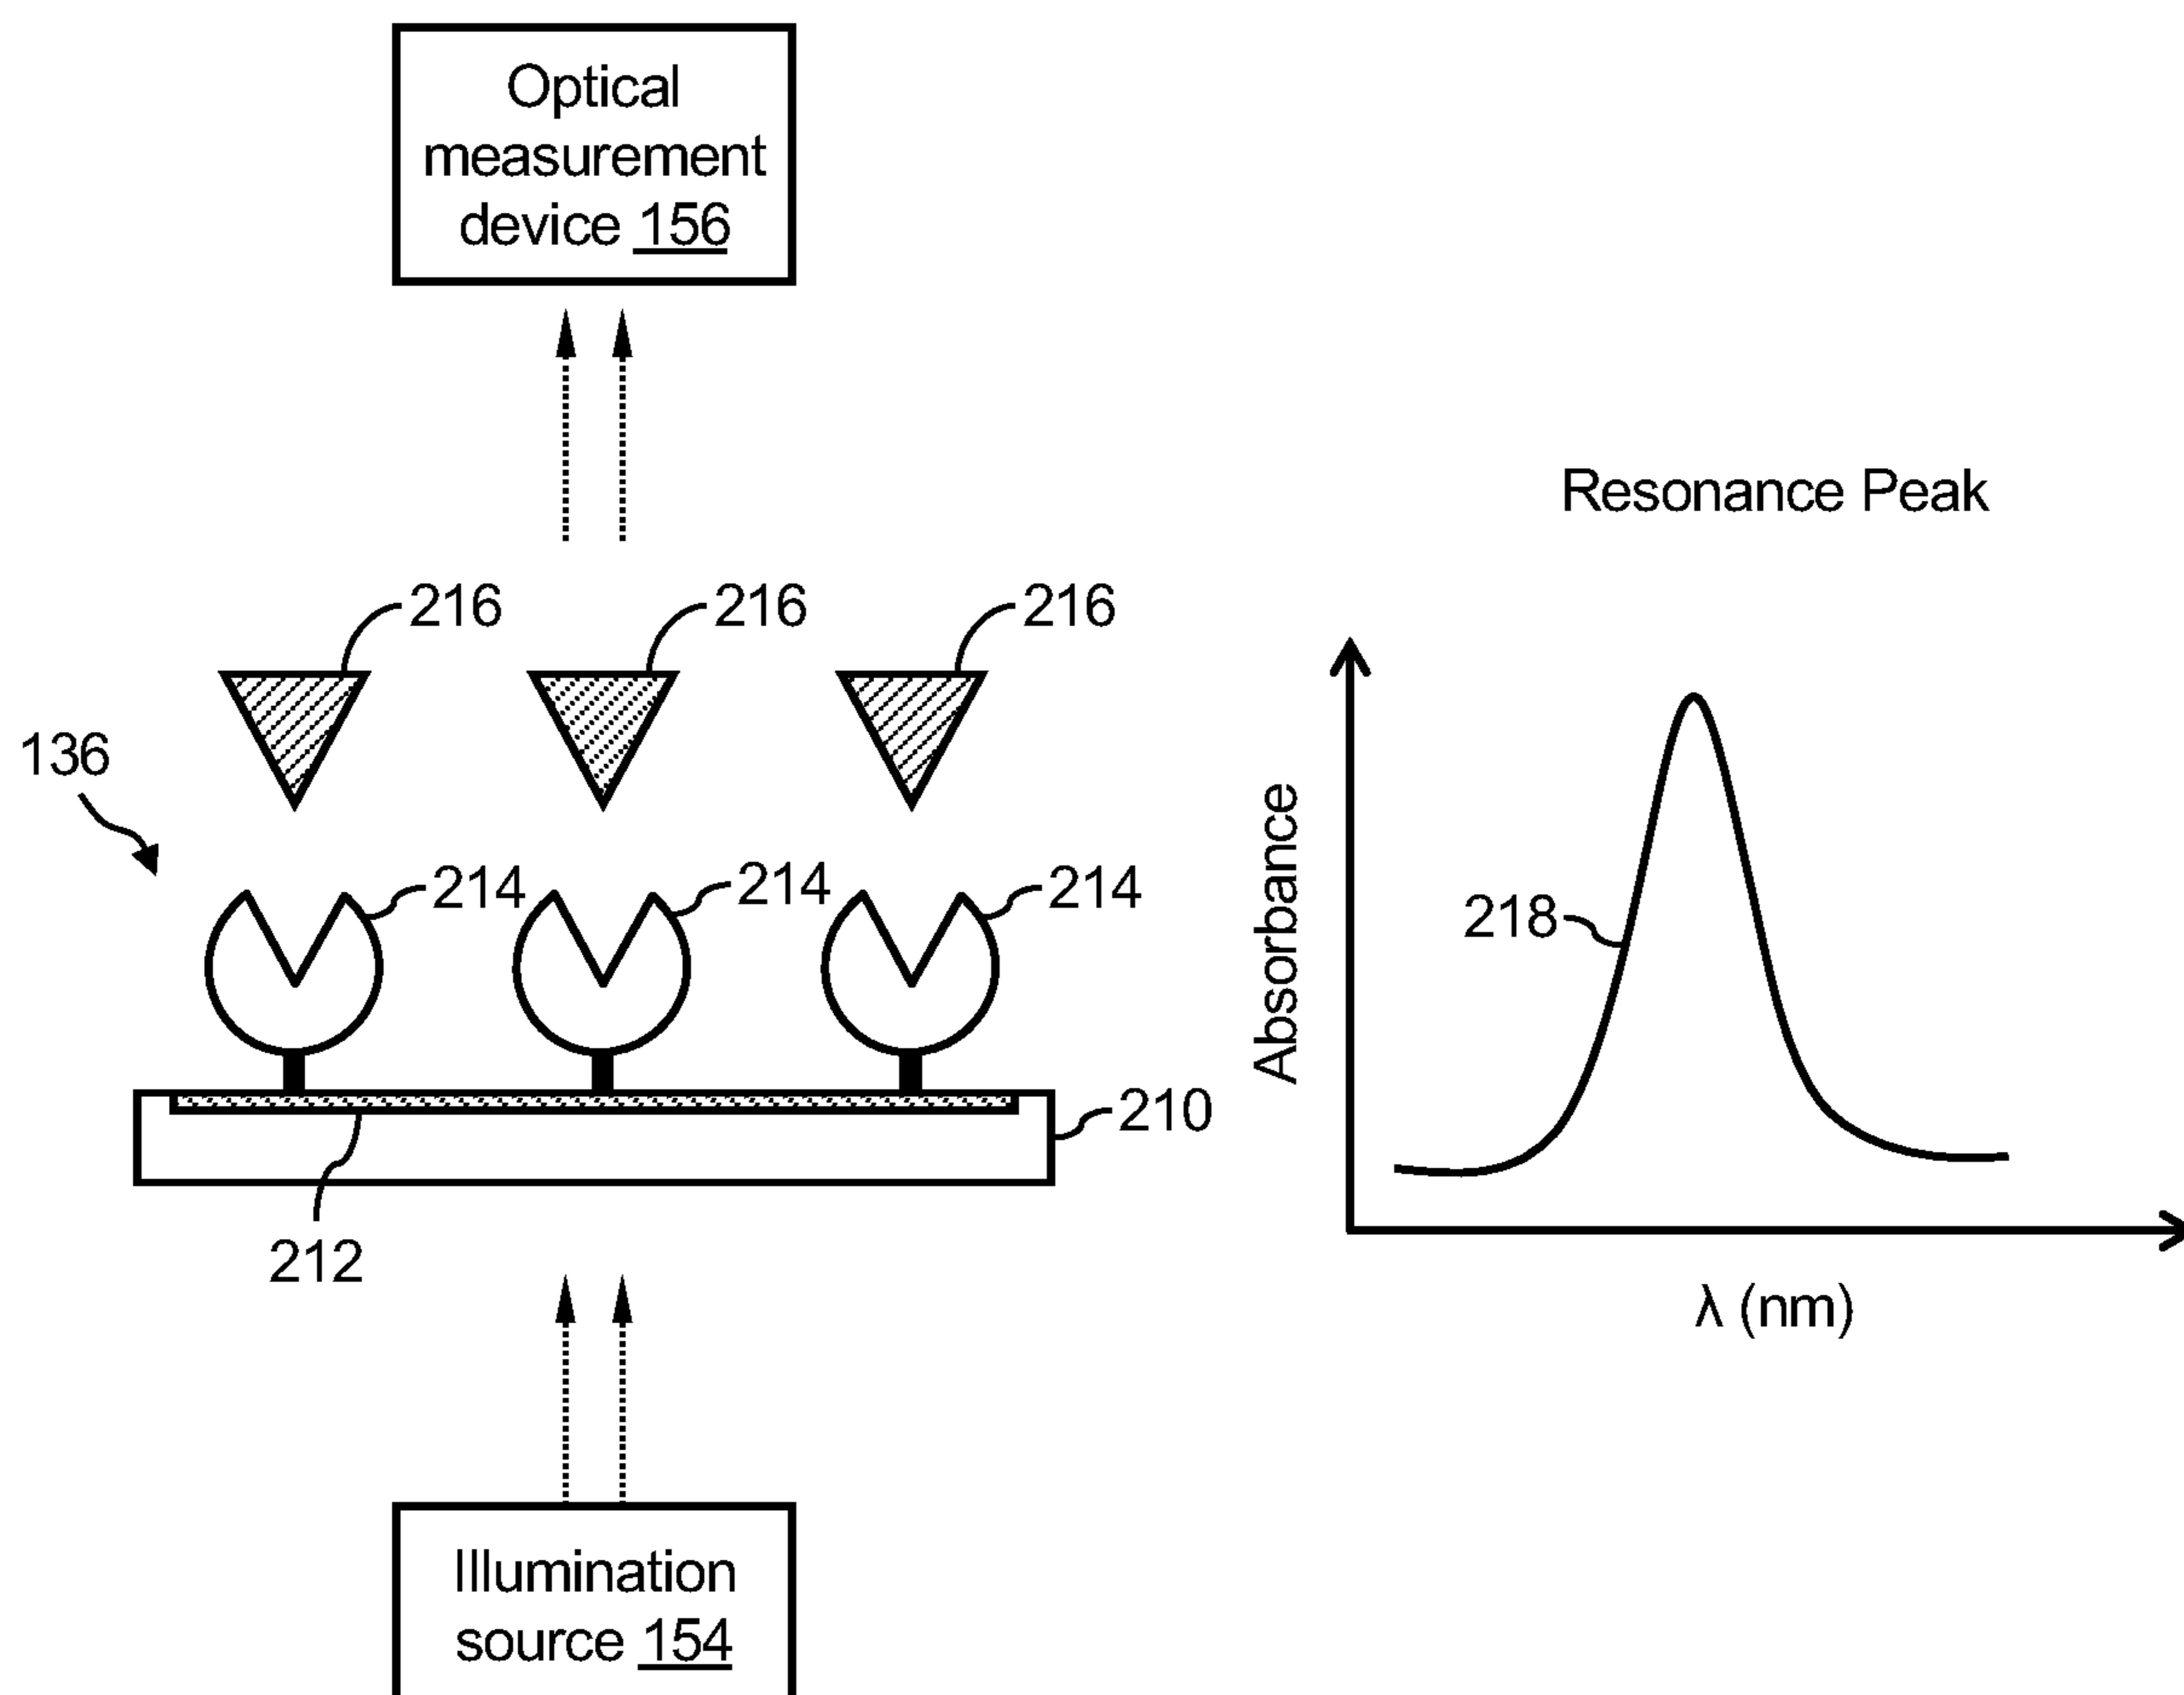 Optical
measurement
device 156
Resonance Peak
216
216
216
136
214
214
214
218
Absorbance
210
212
λ (nm)
Illumination
source 154